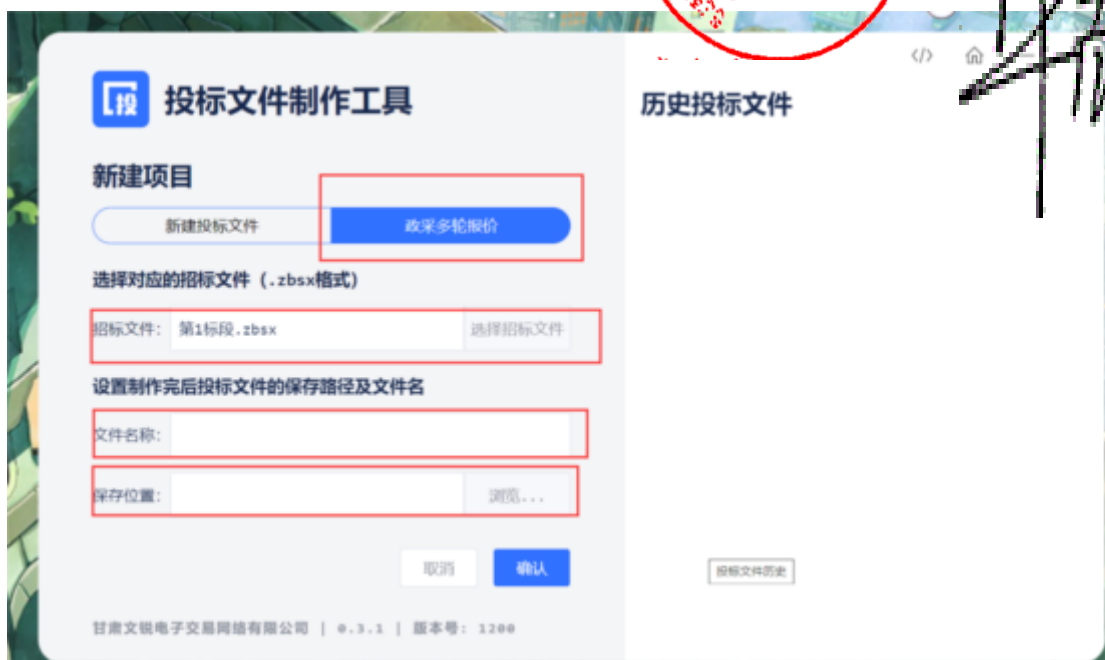 投
投标文件制作工具
新建项目
新建投标文件
政采多轮报价
选择对应的招标文件（.zbsx格式）
招标文件：
第1标段.zbsx
选择招标文件
设置制作完后投标文件的保存路径及文件名
文件名称：
保存位置：
浏览...
取消
确认
甘肃文锐电子交易网络有限公司 | 0.3.1 | 版本号：1200
</>
历史投标文件
投标文件历史